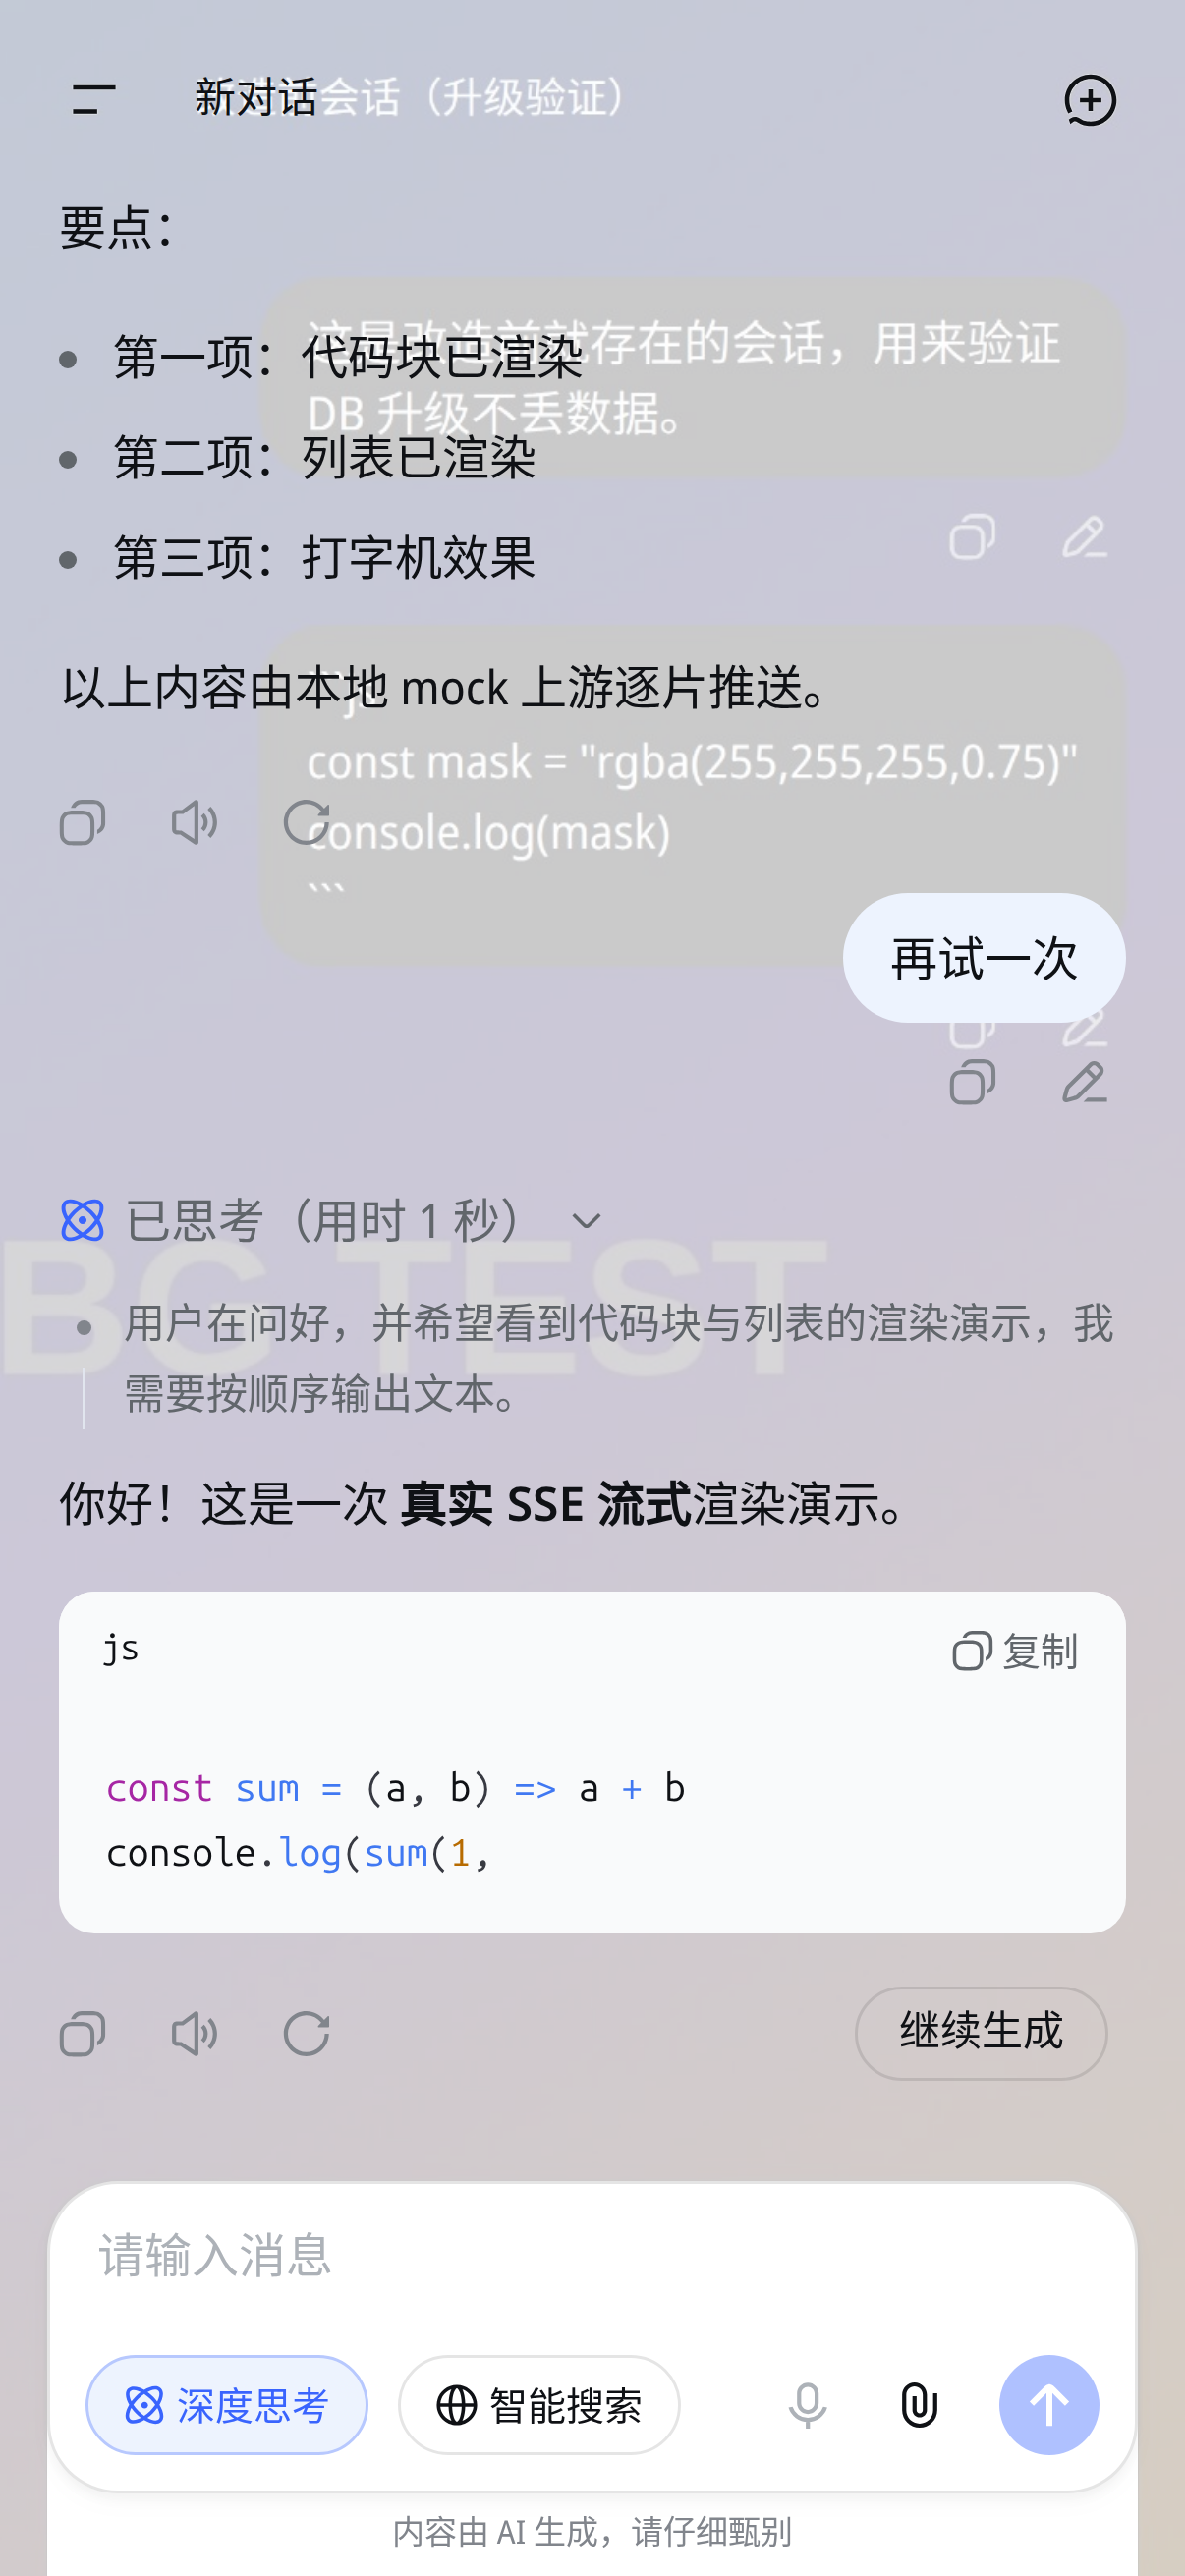 新对话
会话（升级验证）
要点：
这是改造前就存在的会话，用来验证
第一项：代码块已渲染
DB 升级不丢数据。
第二项：列表已渲染
第三项：打字机效果
以上内容由本地 mock 上游逐片推送。
const mask = "rgba(255,255,255,0.75)"
console.log(mask)
```
再试一次
已思考（用时 1 秒）
BG TEST
用户在问好，并希望看到代码块与列表的渲染演示，我
需要按顺序输出文本。
你好！这是一次 真实 SSE 流式渲染演示。
js
复制
const sum = (a, b) => a + b
console.log(sum(1,
继续生成
请输入消息
深度思考
智能搜索
内容由 AI 生成，请仔细甄别